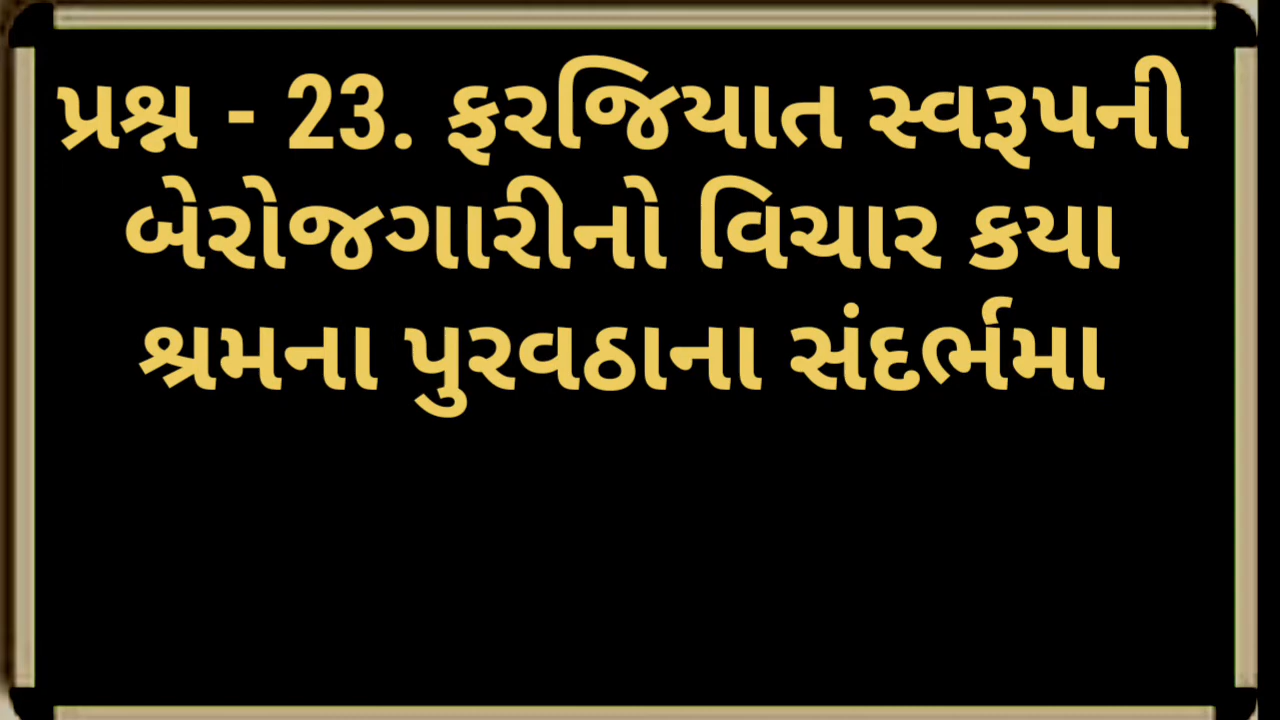 પ્રશ્ન - 23. ફરજિયાત સ્વરૂપની
બેરોજગારીનો વિચાર કયા
શ્રમના પુરવઠાના સંદર્ભમા